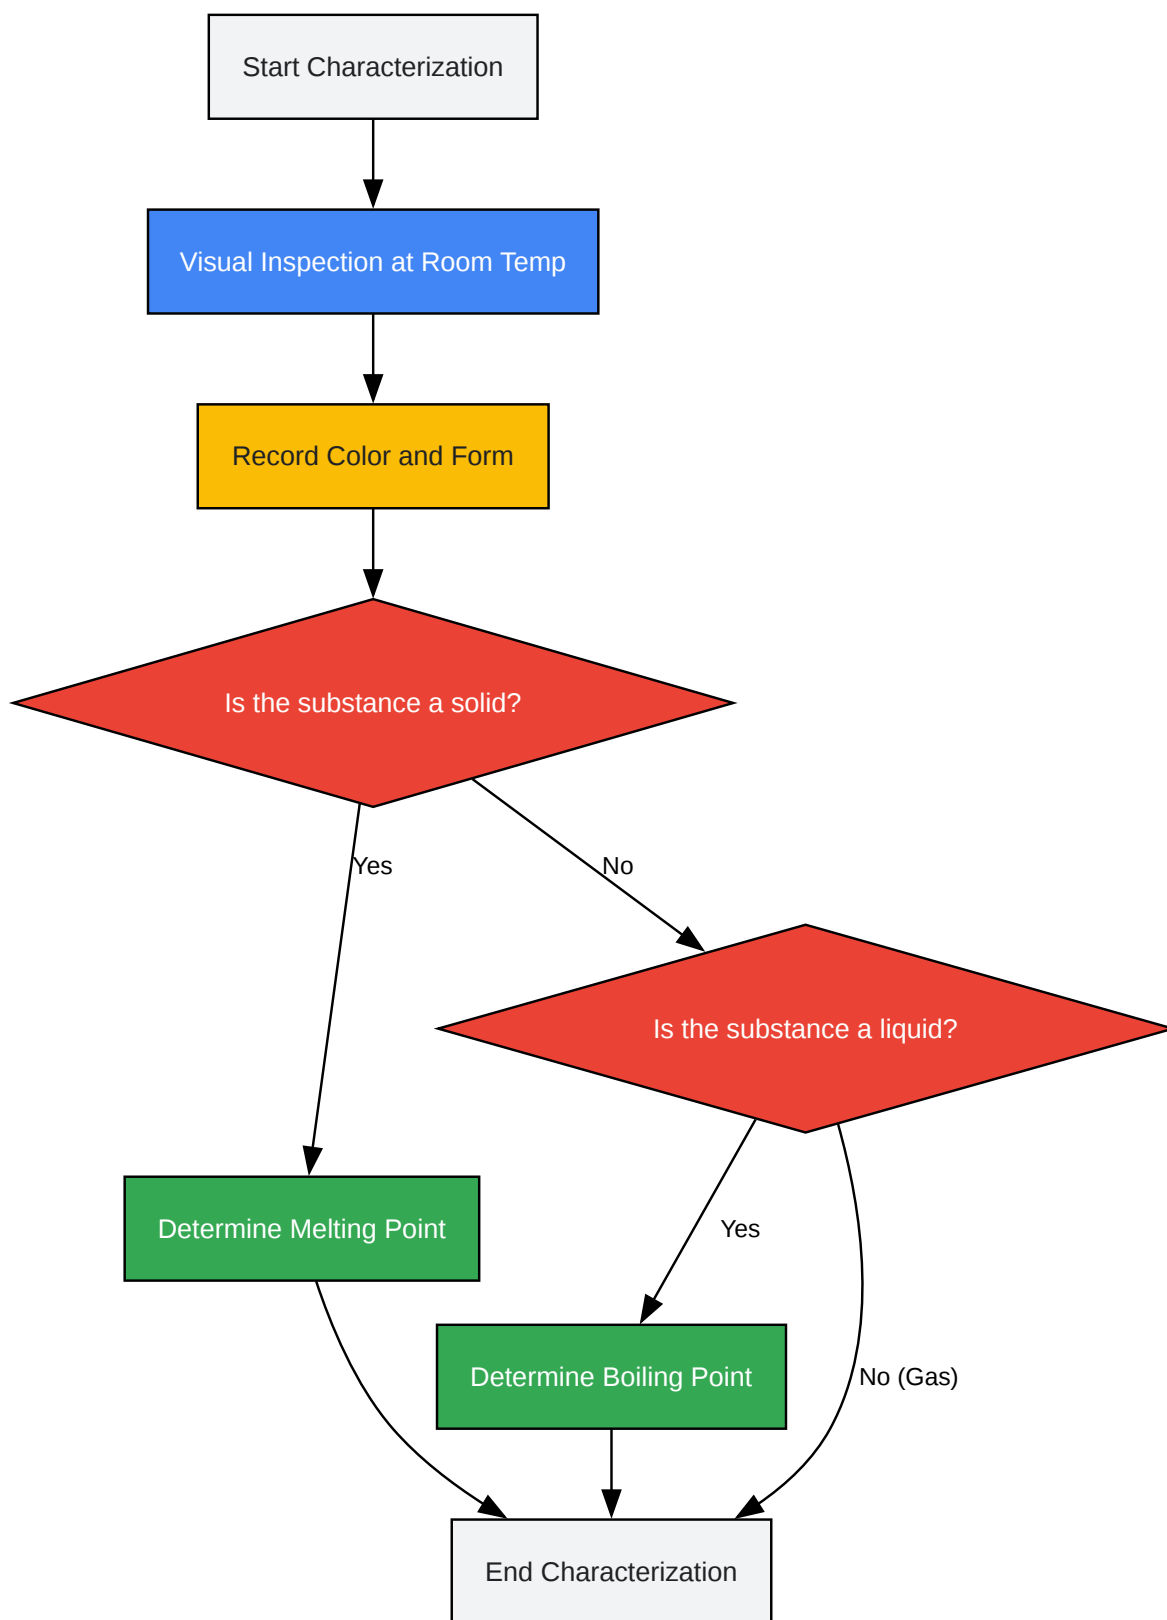 Start Characterization
Visual Inspection at Room Temp
Record Color and Form
Is the substance a solid?
Yes
No
Is the substance a liquid?
Determine Melting Point
Yes
Determine Boiling Point
No (Gas)
End Characterization